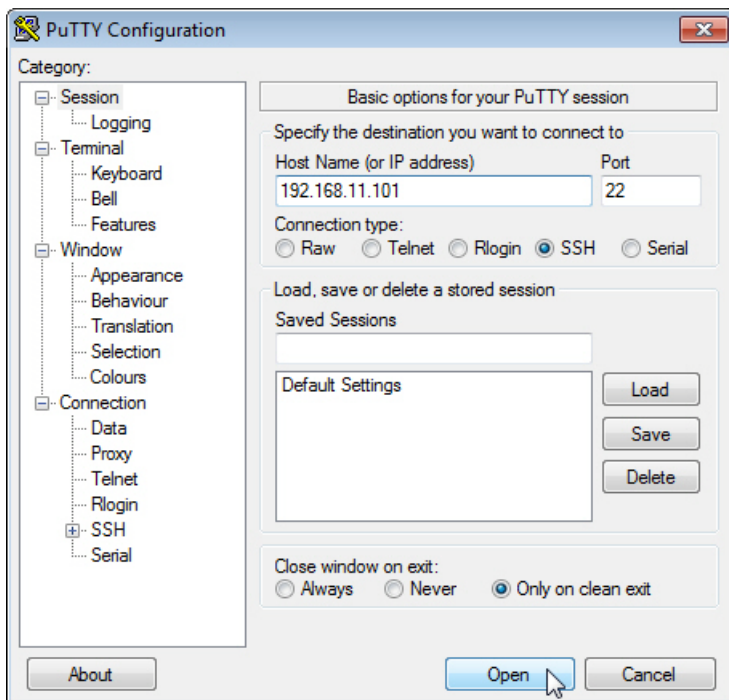 PuTTY Configuration
Category:
Session
Logging
Terminal
Keyboard
Bell
Features
Window
Appearance
Behaviour
Translation
Selection
Colours
Connection
Data
Proxy
Telnet
Rlogin
SSH
Serial
Basic options for your PuTTY session
Specify the destination you want to connect to
Host Name (or IP address) Port
192.168.11.101 22
Connection type:
Raw Telnet Rlogin SSH Serial
Load, save or delete a stored session
Saved Sessions
Default Settings
Load
Save
Delete
Close window on exit:
Always Never Only on clean exit
About Open Cancel